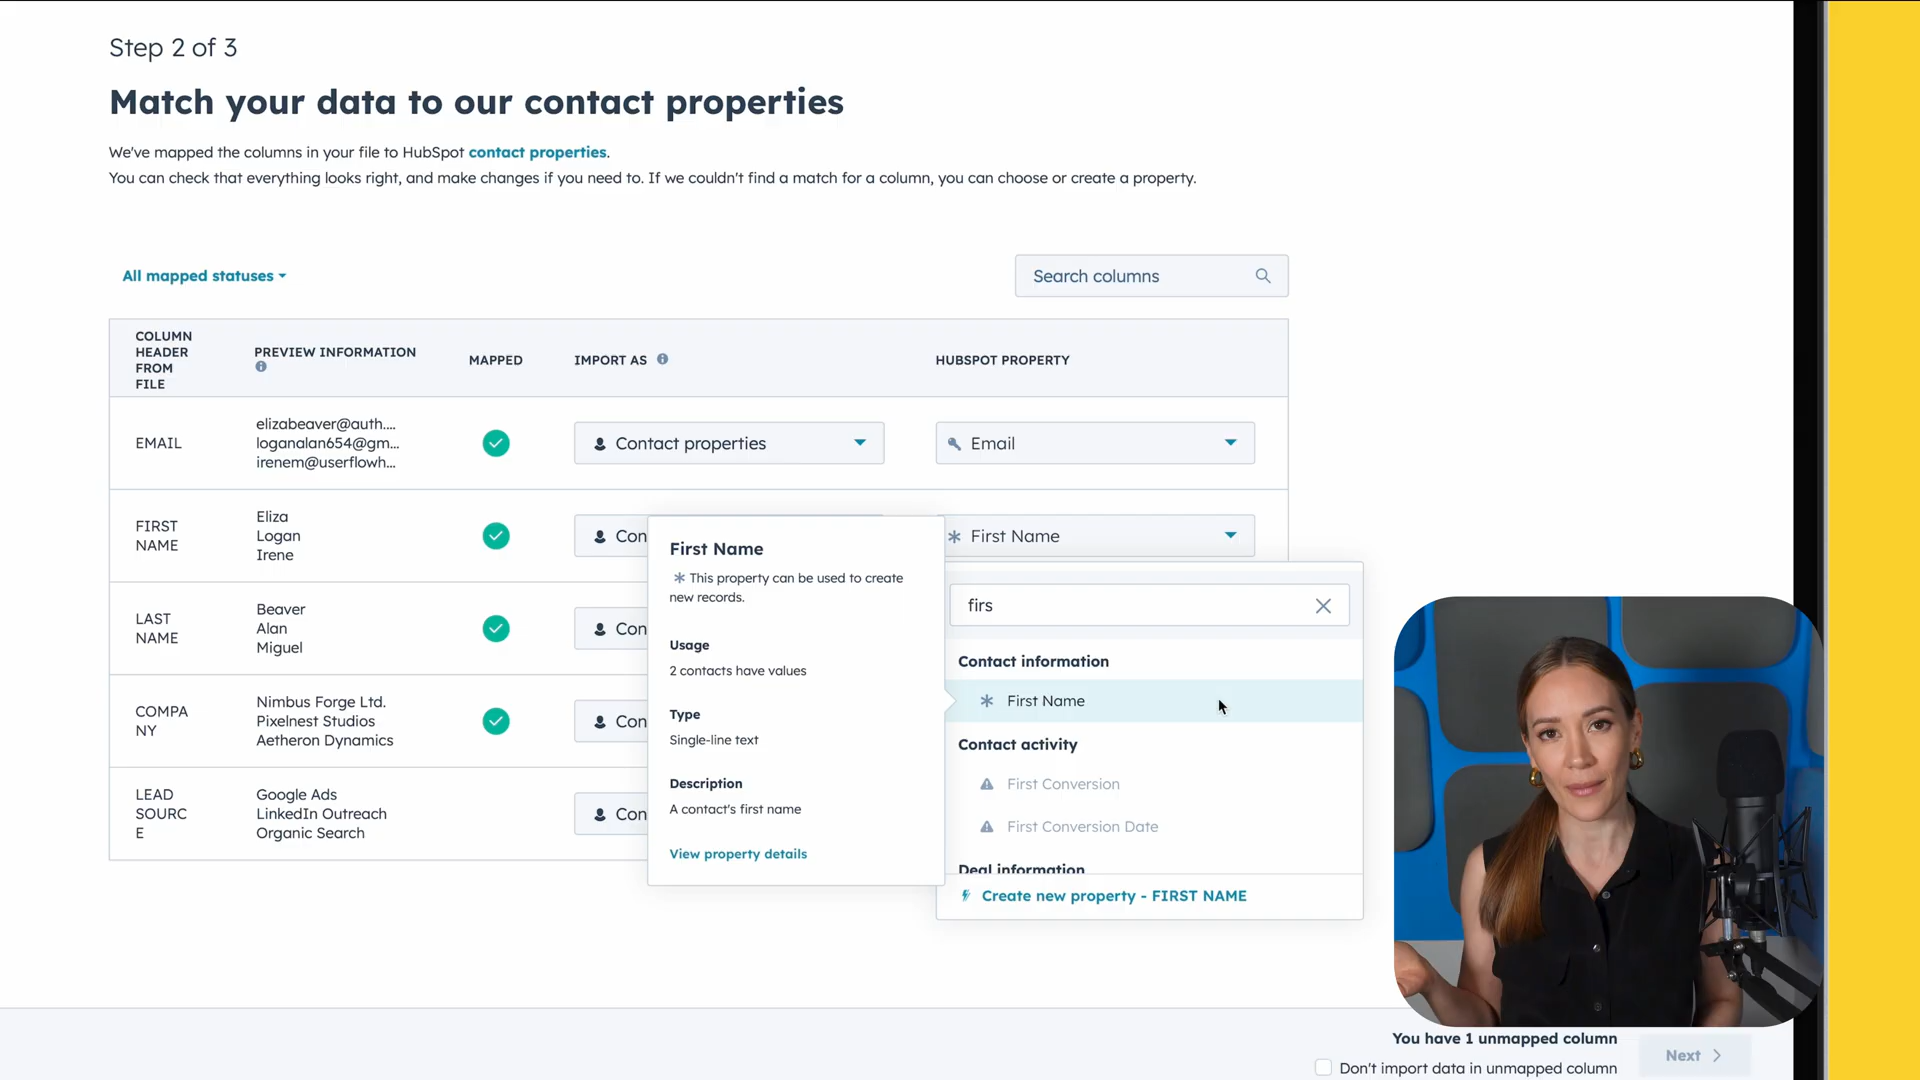 Step 2 of 3
Match your data to our contact properties
We've mapped the columns in your file to HubSpot contact properties.
You can check that everything looks right, and make changes if you need to. If we couldn't find a match for a column, you can choose or create a property.
All mapped statuses
Search columns
COLUMN
HEADER
FROM
FILE
PREVIEW INFORMATION
MAPPED
IMPORT AS
HUBSPOT PROPERTY
EMAIL
elizabeaver@auth....
loganalan654@gm...
irenem@userflowh...
Contact properties
Email
FIRST
NAME
Eliza
Logan
Irene
Con
First Name
LAST
NAME
Beaver
Alan
Miguel
Con
COMPA
NY
Nimbus Forge Ltd.
Pixelnest Studios
Aetheron Dynamics
Con
LEAD
SOURC
E
Google Ads
LinkedIn Outreach
Organic Search
Con
First Name
This property can be used to create
new records.
Usage
2 contacts have values
Type
Single-line text
Description
A contact's first name
View property details
firs
Contact information
First Name
Contact activity
First Conversion
First Conversion Date
Deal information
Create new property - FIRST NAME
You have 1 unmapped column
Don't import data in unmapped column
Next